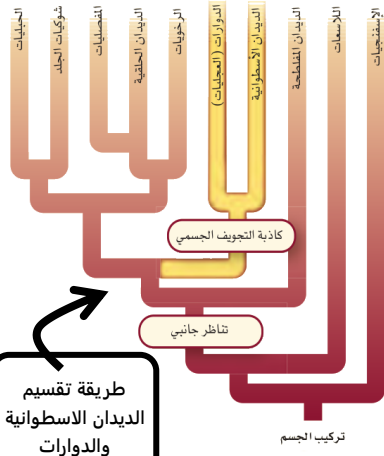 الإسفنجيات
اللاسعات
الديدان المفلطحة
الديدان الأسطوانية
الدوارات (العجليات)
الرخويات
الديدان الحلقية
المفصليات
شوكيات الجلد
الحبليات
كاذبة التجويف الجسمي
تناظر جانبي
طريقة تقسيم
الديدان الاسطوانية
والدوارات
تركيب الجسم